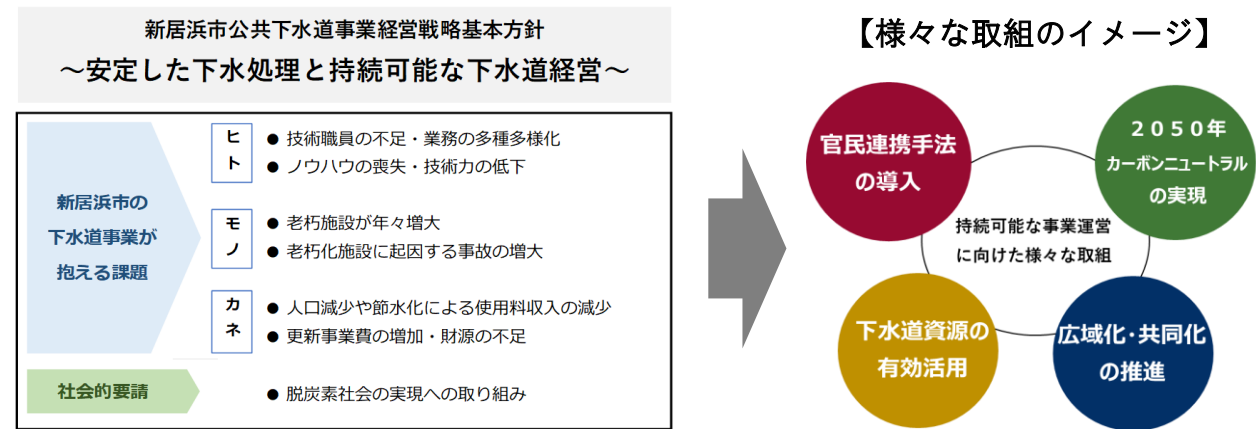 新居浜市公共下水道事業経営戦略基本方針
～安定した下水処理と持続可能な下水道経営～
新居浜市の
下水道事業が
抱える課題
ヒト
● 技術職員の不足・業務の多種多様化
● ノウハウの喪失・技術力の低下
モノ
● 老朽施設が年々増大
● 老朽化施設に起因する事故の増大
カネ
● 人口減少や節水化による使用料収入の減少
● 更新事業費の増加・財源の不足
社会的要請
● 脱炭素社会の実現への取り組み
【様々な取組のイメージ】
官民連携手法
の導入
２０５０年
カーボンニュートラル
の実現
持続可能な事業運営
に向けた様々な取組
下水道資源の
有効活用
広域化・共同化
の推進